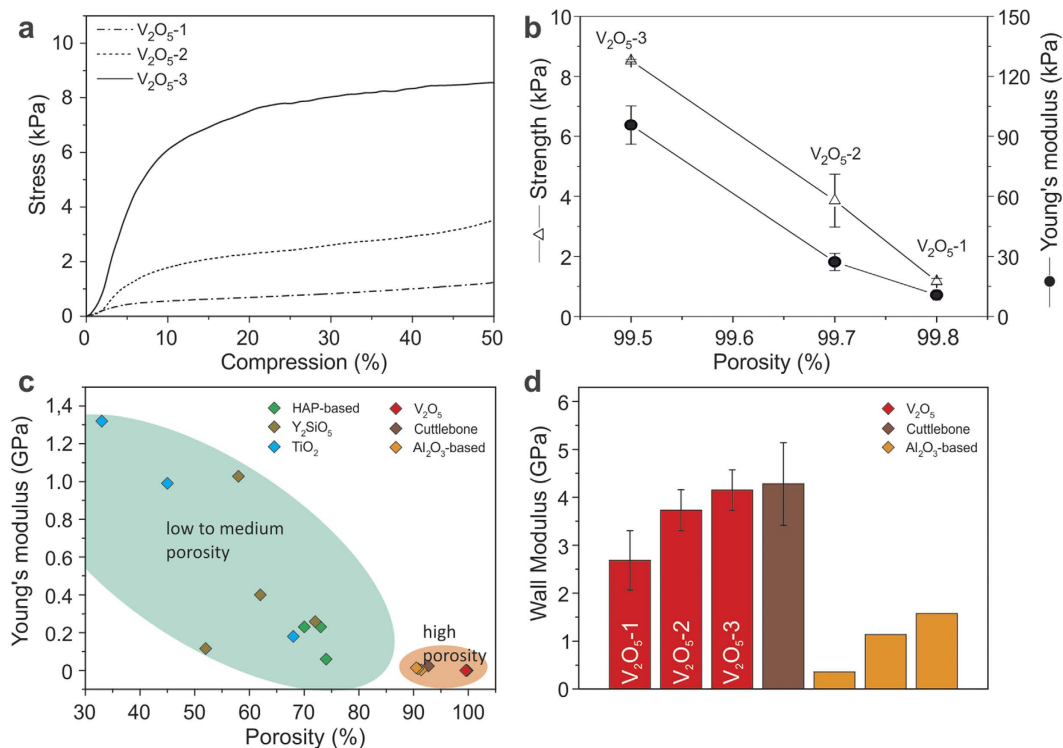 a
V₂O₅-1
V₂O₅-2
V₂O₅-3
10
8
6
4
2
0
Stress (kPa)
0
10
20
30
40
50
Compression (%)
b
V₂O₅-3
V₂O₅-2
V₂O₅-1
10
8
6
4
2
0
Strength (kPa)
150
120
90
60
30
0
Young's modulus (kPa)
99.5
99.6
99.7
99.8
Porosity (%)
c
HAP-based
Y₂SiO₅
TiO₂
V₂O₅
Cuttlebone
Al₂O₃-based
1,4
1.2
1.0
0.8
0.6
0.4
0.2
0
Young's modulus (GPa)
low to medium
porosity
high
porosity
30
40
50
60
70
80
90
100
Porosity (%)
d
V₂O₅
Cuttlebone
Al₂O₃-based
6
5
4
3
2
1
0
Wall Modulus (GPa)
V₂O₅-1
V₂O₅-2
V₂O₅-3